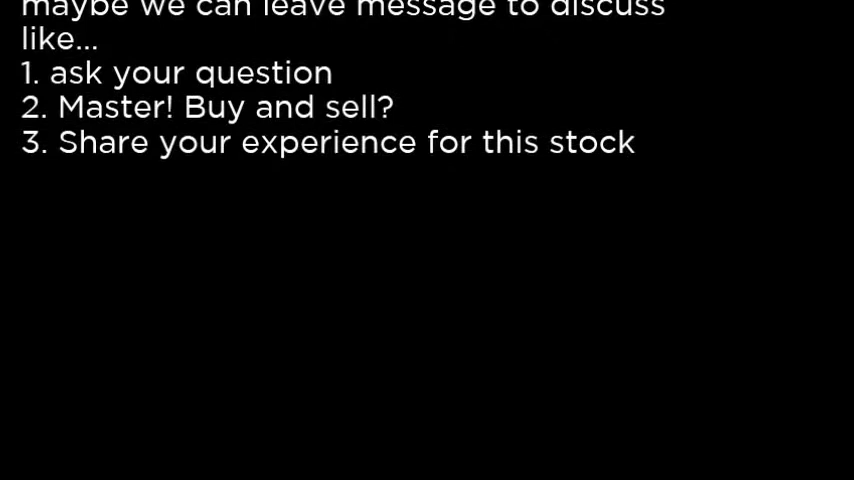 maybe we can leave message to discuss
like...
1. ask your question
2. Master! Buy and sell?
3. Share your experience for this stock